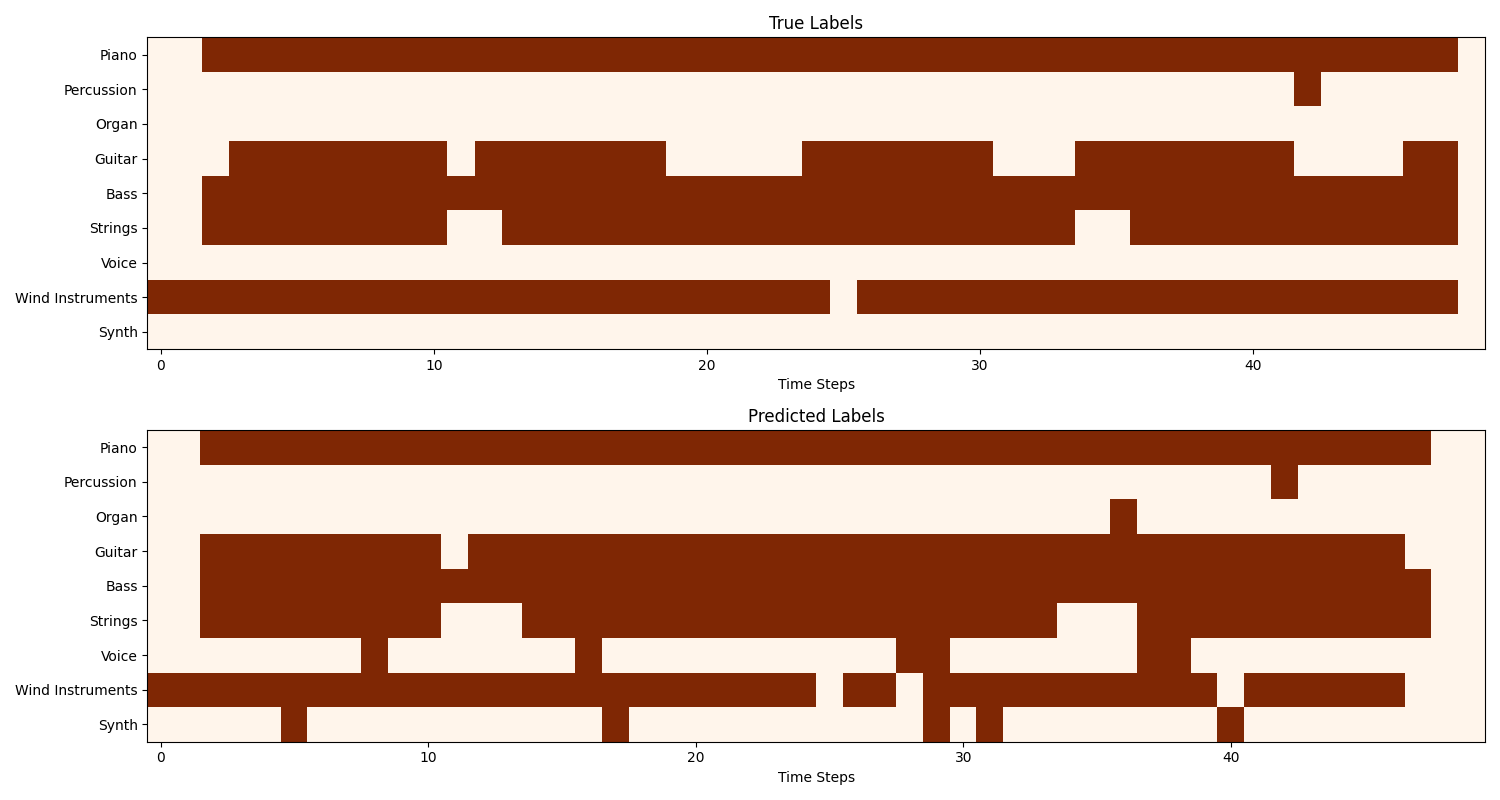 True Labels
Piano
Percussion
Organ
Guitar
Bass
Strings
Voice
Wind Instruments
Synth
0 10 20 30 40
Time Steps
Predicted Labels
Piano
Percussion
Organ
Guitar
Bass
Strings
Voice
Wind Instruments
Synth
0 10 20 30 40
Time Steps